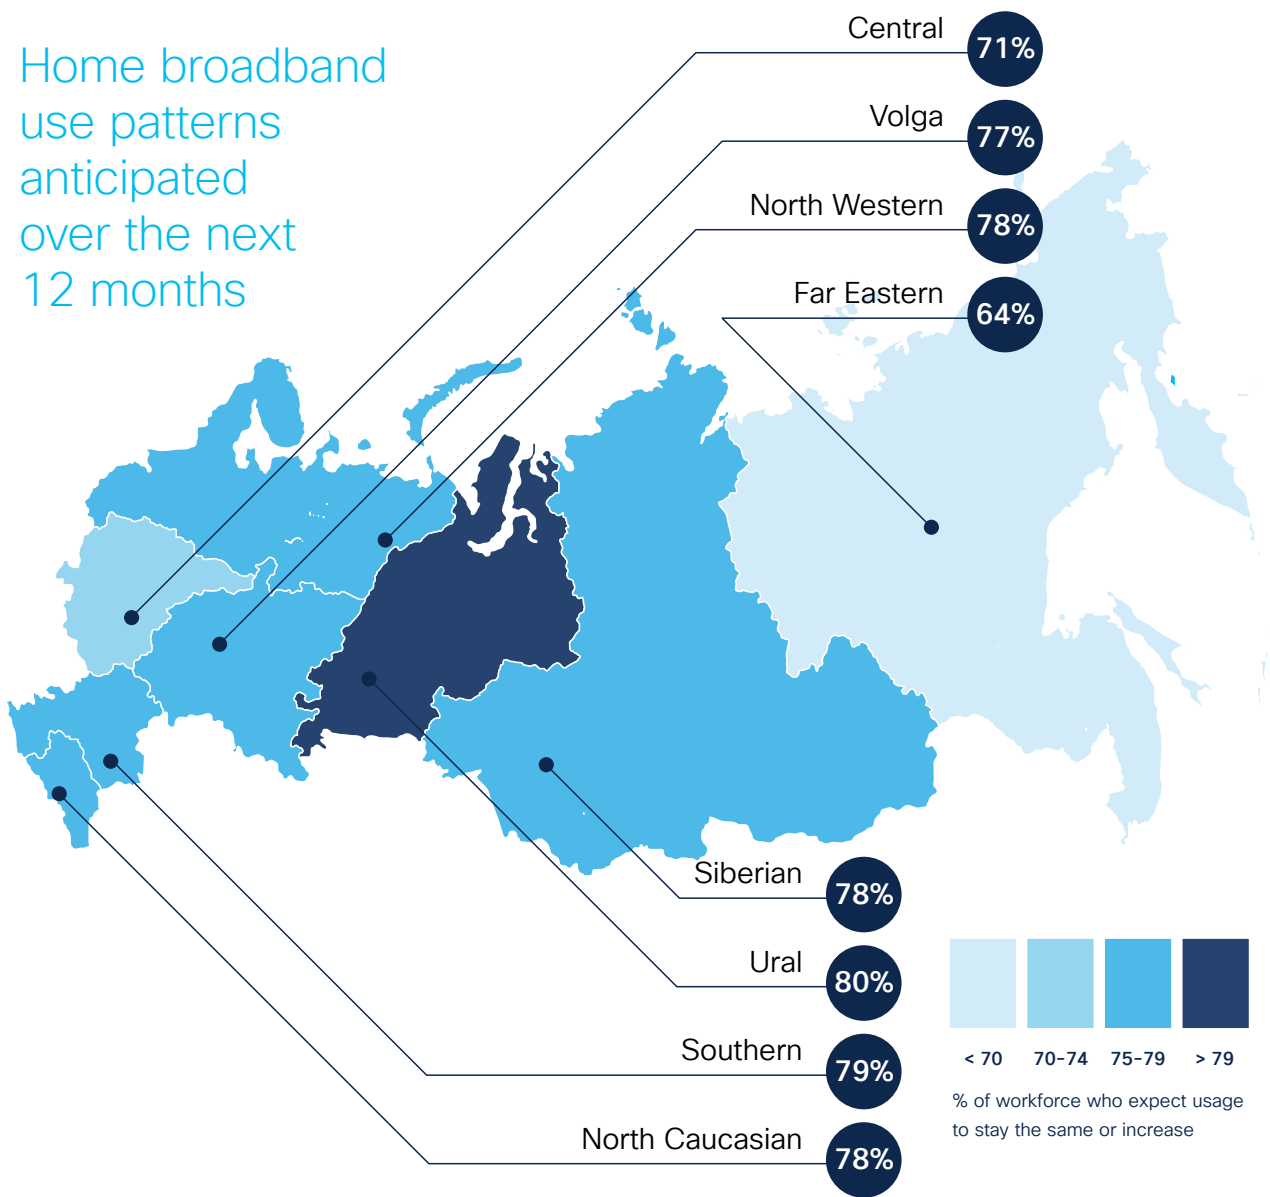 Home broadband
use patterns
anticipated
over the next
12 months
Central
71%
Volga
77%
North Western
78%
Far Eastern
64%
Siberian
78%
Ural
80%
Southern
79%
North Caucasian
78%
< 70
70-74
75-79
> 79
% of workforce who expect usage
to stay the same or increase